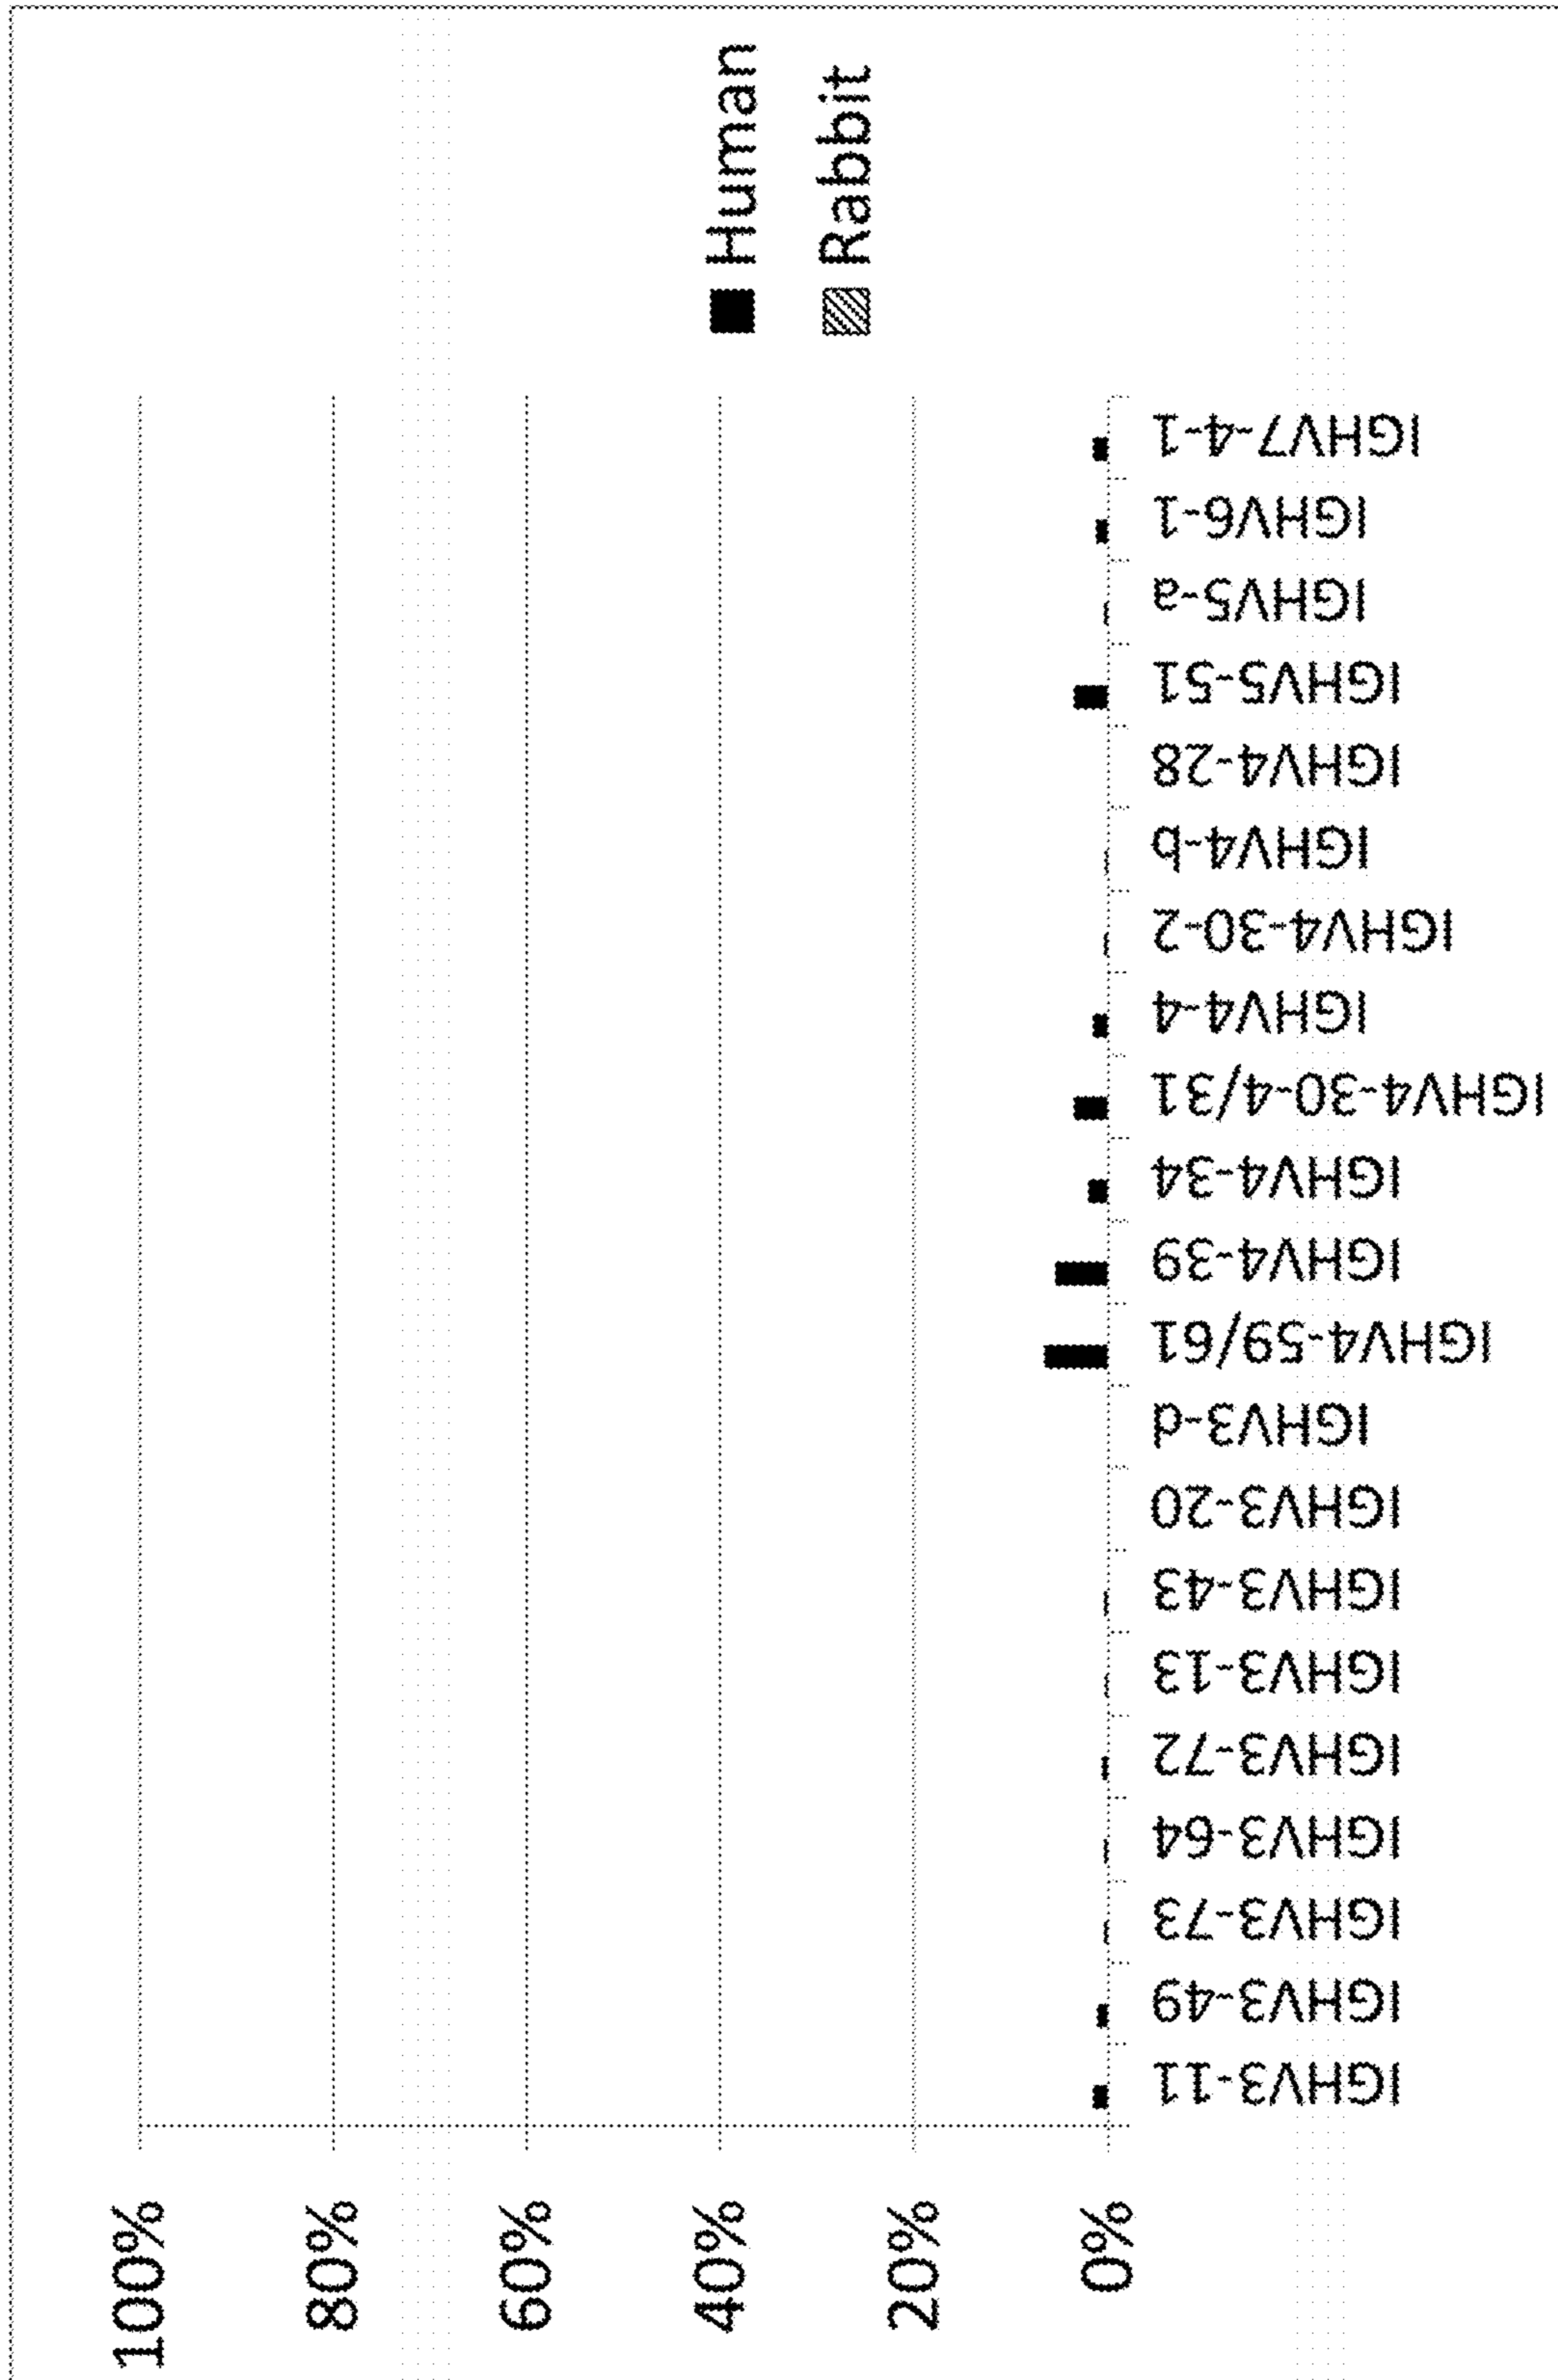 100%
80%
60%
40%
20%
0%
IGHV3-11
IGHV3-49
IGHV3-73
IGHV3-64
IGHV3-72
IGHV3-13
IGHV3-43
IGHV3-20
IGHV3-d
IGHV4-59/61
IGHV4-39
IGHV4-34
IGHV4-30-4/31
IGHV4-4
IGHV4-30-2
IGHV4-b
IGHV4-28
IGHV5-51
IGHV5-a
IGHV6-1
IGHV7-4-1
Human
Rabbit